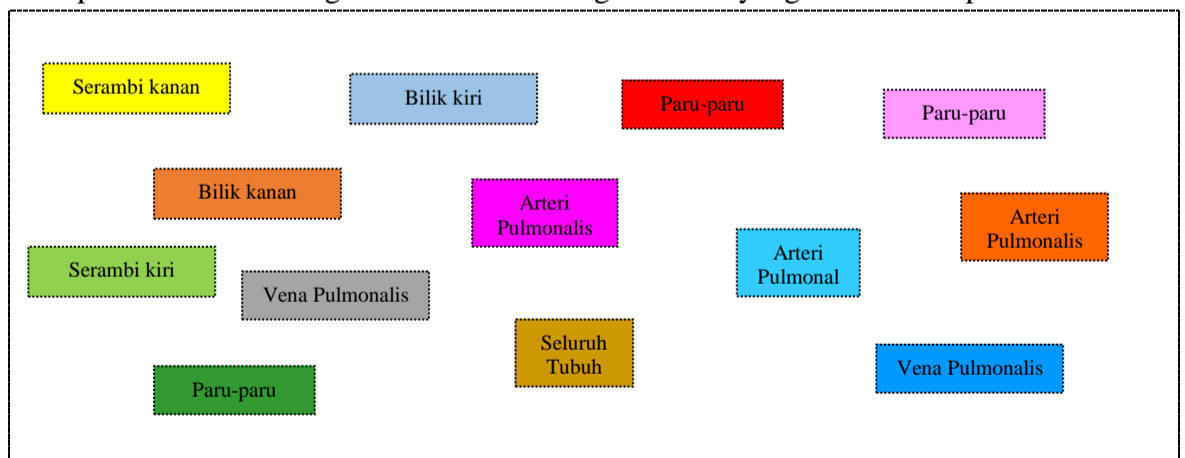 Serambi kanan
Bilik kiri
Paru-paru
Paru-paru
Bilik kanan
Arteri
Pulmonalis
Arteri
Pulmonalis
Serambi kiri
Arteri
Pulmonal
Vena Pulmonalis
Seluruh
Tubuh
Vena Pulmonalis
Paru-paru